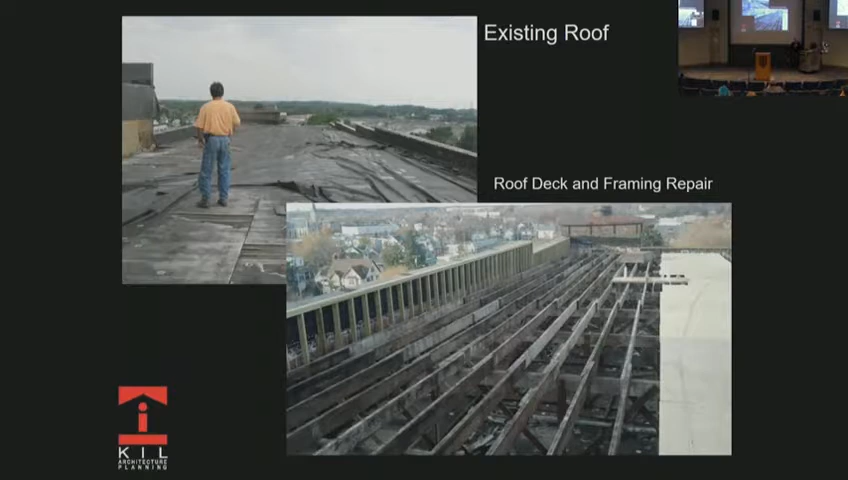 Existing Roof
Roof Deck and Framing Repair
KIL
ARCHITECTURE
PLANNING